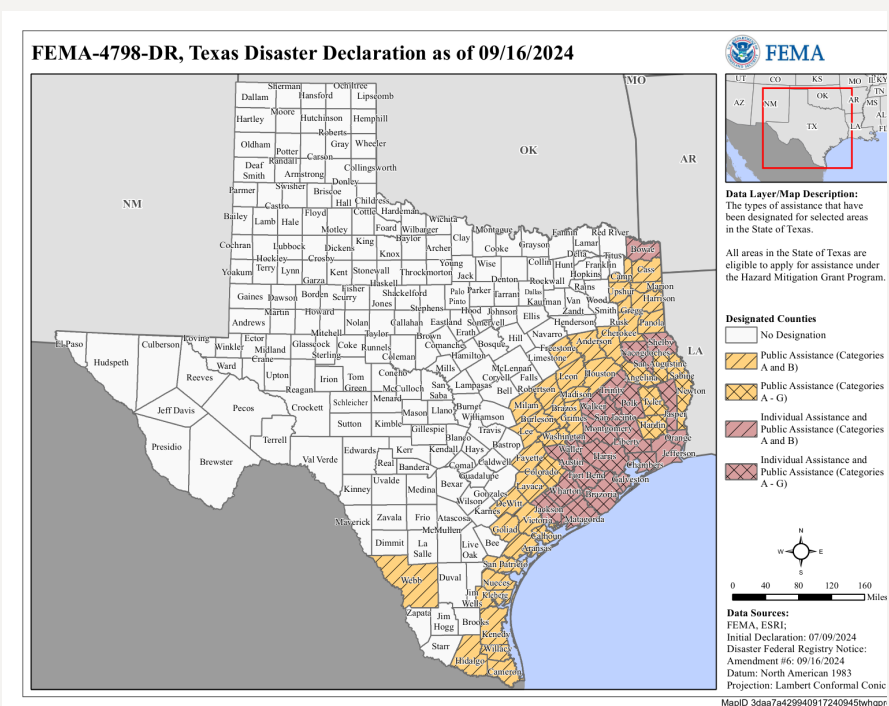 FEMA-4798-DR, Texas Disaster Declaration as of 09/16/2024
FEMA
MO
OK
AR
NM
LA
UT CO KS MO
AZ NM OK AR TN
MS
TX LA AL
Sherman Ochiltree
Dallam Hansford Lipscomb
Moore
Hartley Hutchinson Hemphill
Roberts
Oldham Potter Gray Wheeler
Carson
Deaf Smith Randall Armstrong Collingsworth
Donley
Parmer Swisher Briscoe
Castro Hall Childress
Bailey Lamb Hale Floyd Motley Cottle Hardeman
Foard Wilbarger Wichita
Cochran Hockley Lubbock Crosby Dickens King Knox Baylor Archer Clay Montague Cooke Grayson Fannin Lamar Red River Bowie
Delta Titus Franklin Hopkins Hunt Collin Camp Cass
Yoakum Terry Lynn Garza Kent Stonewall Haskell Throckmorton Young Jack Wise Denton Rockwall Rains Wood Upshur Marion Harrison
Gaines Dawson Borden Scurry Fisher Jones Shackelford Stephens Palo Pinto Parker Tarrant Dallas Kaufman Van Zandt Smith Gregg
Andrews Martin Howard Mitchell Nolan Taylor Callahan Eastland Erath Hood Somervell Johnson Ellis Henderson Rusk Panola
El Paso Hudspeth Culberson Loving Winkler Ector Midland Glasscock Sterling Coke Runnels Coleman Brown Comanche Bosque Hill Navarro Anderson Cherokee Shelby
Reeves Ward Crane Upton Reagan Irion Tom Green Concho McCulloch Mills Hamilton Lampasas Coryell McLennan Limestone Freestone Nacogdoches San Augustine Sabine
Falls Bell Robertson Leon Houston Angelina Newton
Jeff Davis Pecos Crockett Schleicher Menard San Saba Burnet Milam Madison Trinity Polk Tyler Jasper
Presidio Brewster Terrell Sutton Kimble Mason Llano Williamson Burleson Brazos Grimes Walker San Jacinto Hardin
Val Verde Edwards Kerr Gillespie Blanco Travis Bastrop Lee Washington Montgomery Liberty Orange
Real Bandera Kendall Hays Comal Caldwell Fayette Austin Waller Harris Chambers Jefferson
Kinney Uvalde Medina Bexar Guadalupe Gonzales Colorado Fort Bend Galveston
Wilson Karnes DeWitt Lavaca Wharton Brazoria
Maverick Zavala Frio Atascosa Goliad Victoria Jackson Matagorda
Dimmit La Salle McMullen Live Oak Bee Calhoun
Aransas
San Patricio
Webb Duval Jim Wells Nueces
Kleberg
Zapata Jim Hogg Brooks Kenedy
Starr Hidalgo Willacy
Cameron
Data Layer/Map Description:
The types of assistance that have
been designated for selected areas
in the State of Texas.
All areas in the State of Texas are
eligible to apply for assistance under
the Hazard Mitigation Grant Program.
Designated Counties
No Designation
Public Assistance (Categories
A and B)
Public Assistance (Categories
A - G)
Individual Assistance and
Public Assistance (Categories
A and B)
Individual Assistance and
Public Assistance (Categories
A - G)
N
W E
S
0 40 80 120 160
Miles
Data Sources:
FEMA, ESRI;
Initial Declaration: 07/09/2024
Disaster Federal Registry Notice:
Amendment #6: 09/16/2024
Datum: North American 1983
Projection: Lambert Conformal Conic